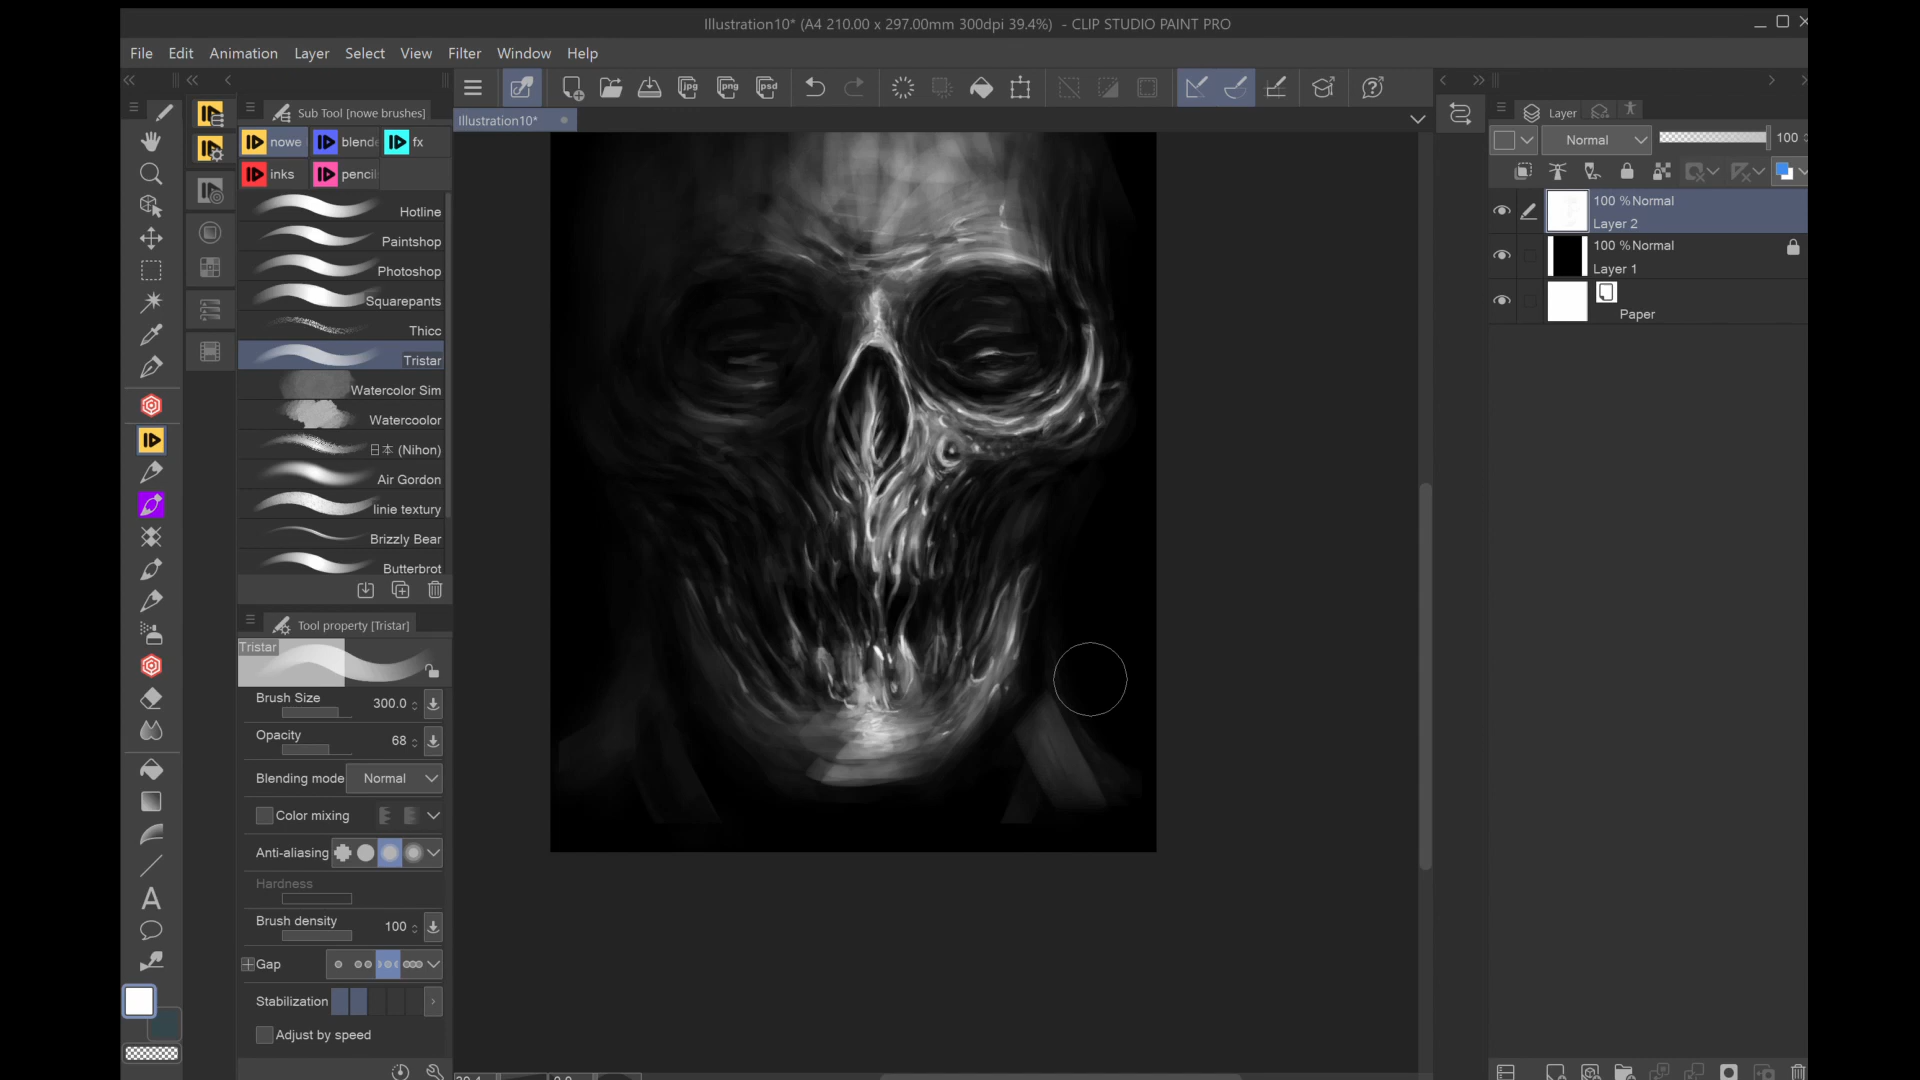 Illustration10* (A4 210.00 x 297.00mm 300dpi 39.4%) - CLIP STUDIO PAINT PRO
File Edit Animation Layer Select View Filter Window Help
jpg png psd
Sub Tool [nowe brushes]
Illustration10*
Layer
nowe blend fx
Normal 100
inks pencil
Hotline
Paintshop
Photoshop
Squarepants
Thicc
Tristar
Watercolor Sim
Watercoolor
日本 (Nihon)
Air Gordon
linie textury
Brizzly Bear
Butterbrot
100 % Normal
Layer 2
100 % Normal
Layer 1
Paper
Tool property [Tristar]
Tristar
Brush Size 300.0
Opacity 68
Blending mode Normal
Color mixing
Anti-aliasing
Hardness
Brush density 100
Gap
Stabilization
Adjust by speed
A